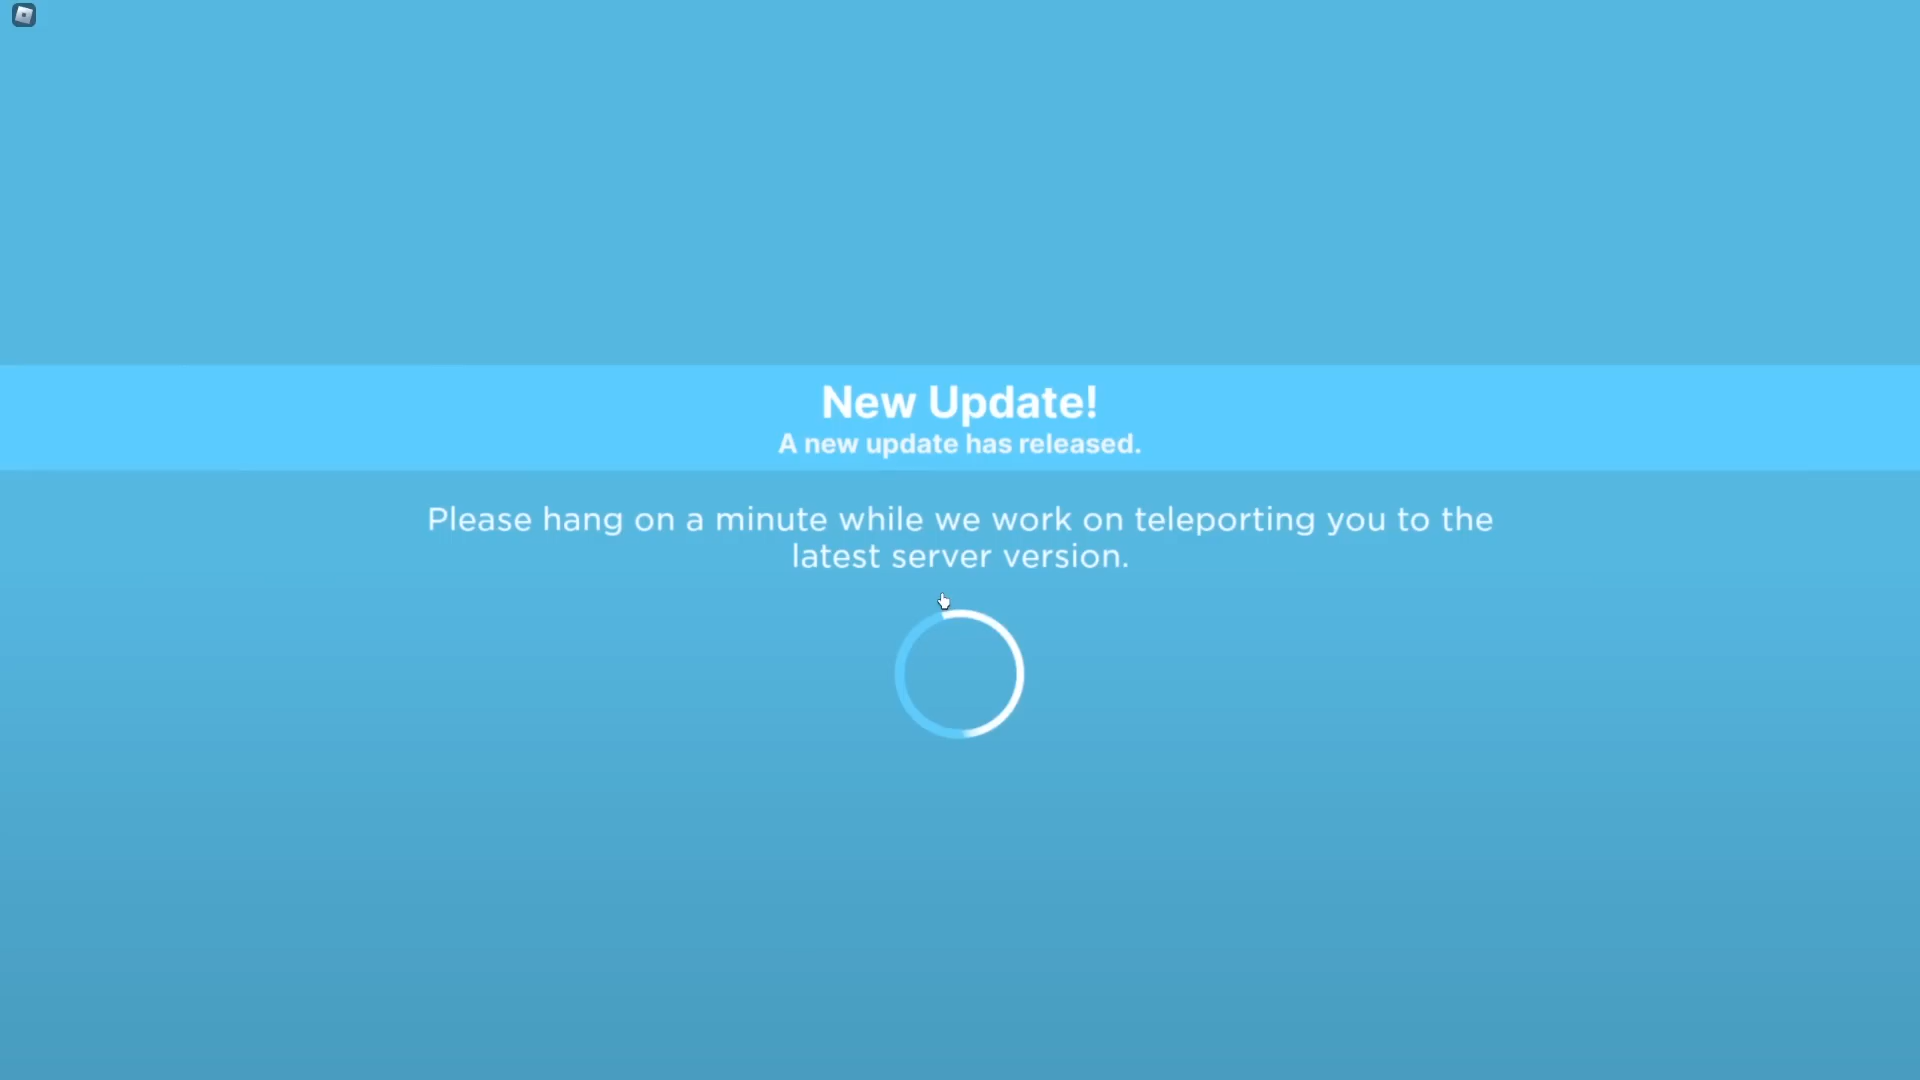 New Update!
A new update has released.
Please hang on a minute while we work on teleporting you to the
latest server version.